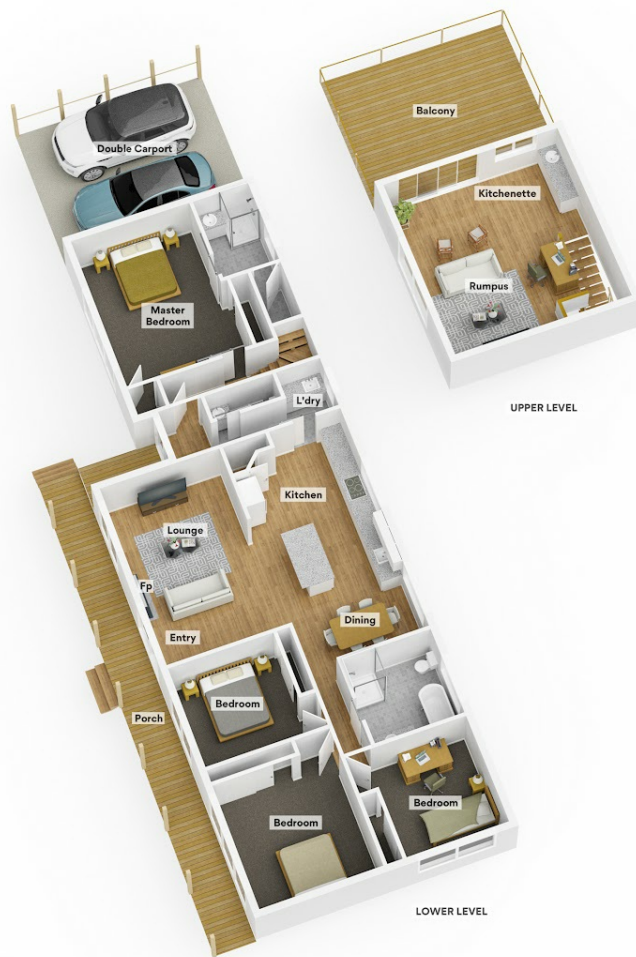 Double Carport
Balcony
Kitchenette
Rumpus
UPPER LEVEL
Master
Bedroom
L'dry
Kitchen
Lounge
Fp
Entry
Dining
Bedroom
Porch
Bedroom
Bedroom
LOWER LEVEL